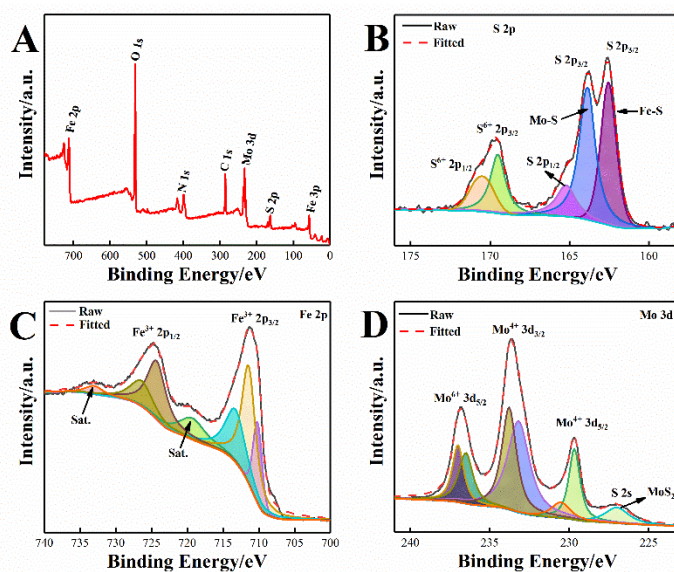 A
Intensity/a.u.
Fe 2p
O 1s
N 1s
C 1s
Mo 3d
S 2p
Fe 3p
700 600 500 400 300 200 100 0
Binding Energy/eV
B
Raw
Fitted
S 2p
Intensity/a.u.
S⁶⁺ 2p₁/₂
S⁶⁺ 2p₃/₂
S 2p₁/₂
Mo-S
S 2p₃/₂
S 2p₃/₂
Fe-S
175 170 165 160
Binding Energy/eV
C
Raw
Fitted
Fe 2p
Intensity/a.u.
Fe³⁺ 2p₁/₂
Fe³⁺ 2p₃/₂
Sat.
Sat.
740 735 730 725 720 715 710 705 700
Binding Energy/eV
D
Raw
Fitted
Mo 3d
Intensity/a.u.
Mo⁶⁺ 3d₅/₂
Mo⁴⁺ 3d₃/₂
Mo⁴⁺ 3d₅/₂
S 2s
MoS₂
240 235 230 225
Binding Energy/eV